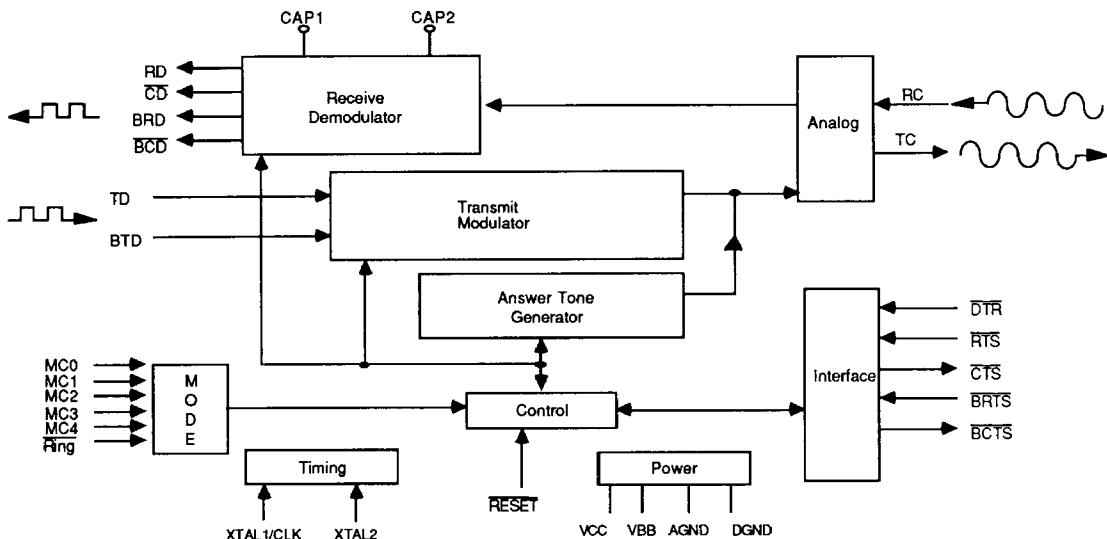 CAP1
CAP2
RD
CD
BRD
BCD
Receive
Demodulator
Analog
RC
TC
TD
BTD
Transmit
Modulator
Answer Tone
Generator
DTR
RTS
CTS
BRTS
BCTS
Interface
MC0
MC1
MC2
MC3
MC4
Ring
M
O
D
E
Control
Timing
RESET
Power
XTAL1/CLK
XTAL2
VCC
VBB
AGND
DGND